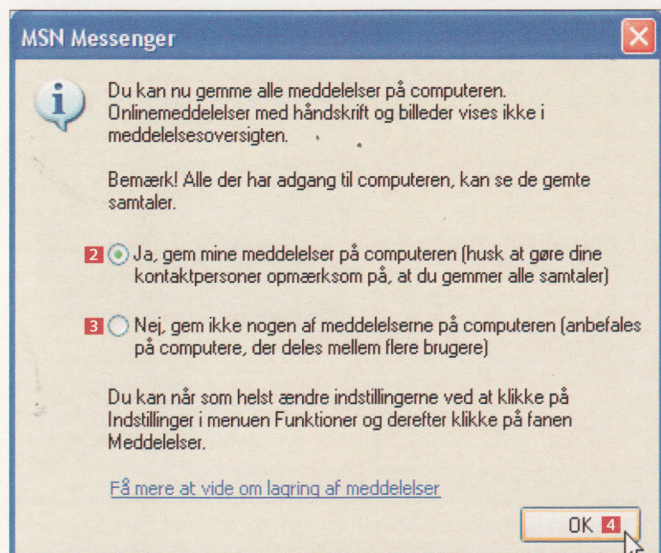 MSN Messenger
Du kan nu gemme alle meddelelser på computeren.
Onlinemeddelelser med håndskrift og billeder vises ikke i
meddelelsesoversigten.
Bemærk! Alle der har adgang til computeren, kan se de gemte
samtaler.
2 Ja, gem mine meddelelser på computeren (husk at gøre dine
kontaktpersoner opmærksom på, at du gemmer alle samtaler)
3 Nej, gem ikke nogen af meddelelserne på computeren (anbefales
på computere, der deles mellem flere brugere)
Du kan når som helst ændre indstillingerne ved at klikke på
Indstillinger i menuen Funktioner og derefter klikke på fanen
Meddelelser.
Få mere at vide om lagring af meddelelser
OK 4